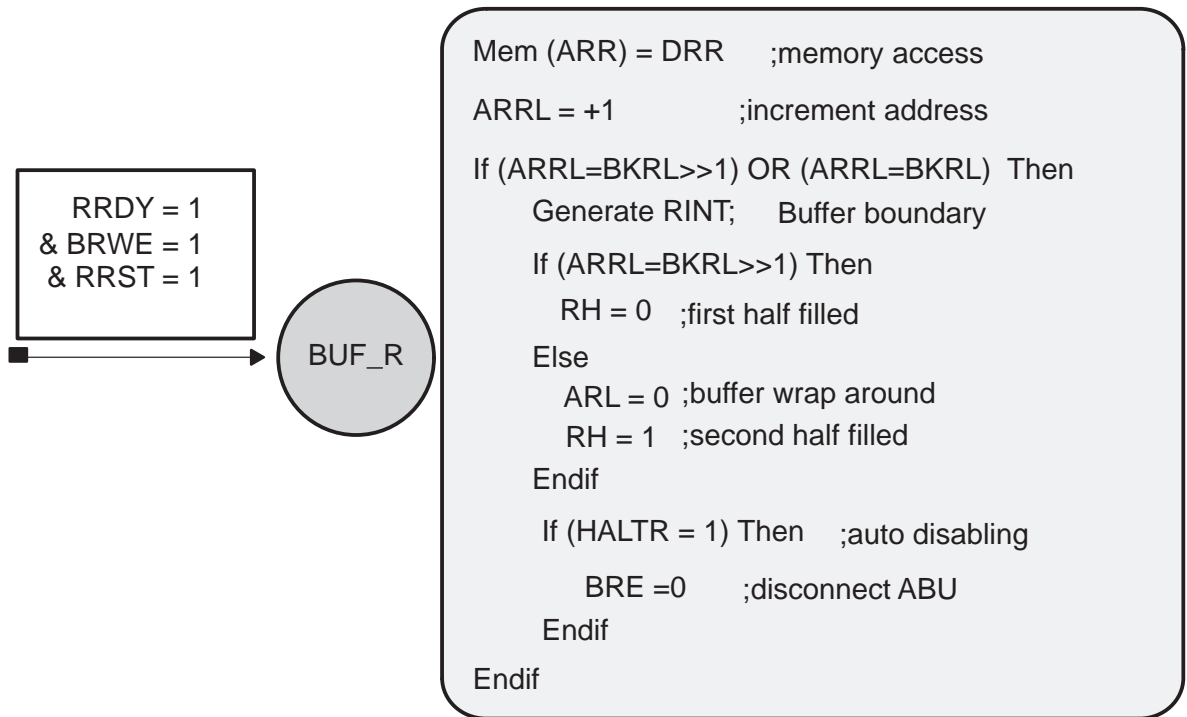 RRDY = 1
& BRWE = 1
& RRST = 1
BUF_R
Mem (ARR) = DRR ;memory access
ARRL = +1 ;increment address
If (ARRL=BKRL>>1) OR (ARRL=BKRL) Then
Generate RINT; Buffer boundary
If (ARRL=BKRL>>1) Then
RH = 0 ;first half filled
Else
ARL = 0 ;buffer wrap around
RH = 1 ;second half filled
Endif
If (HALTR = 1) Then ;auto disabling
BRE =0 ;disconnect ABU
Endif
Endif